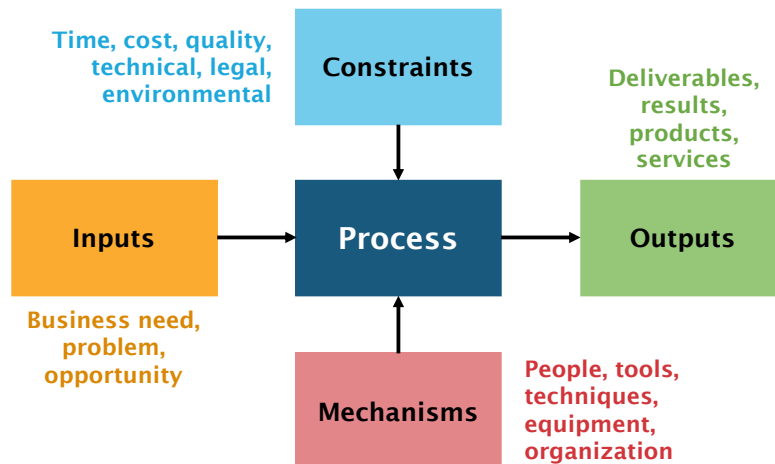 Time, cost, quality,
technical, legal,
environmental
Constraints
Deliverables,
results,
products,
services
Inputs
Process
Outputs
Business need,
problem,
opportunity
Mechanisms
People, tools,
techniques,
equipment,
organization